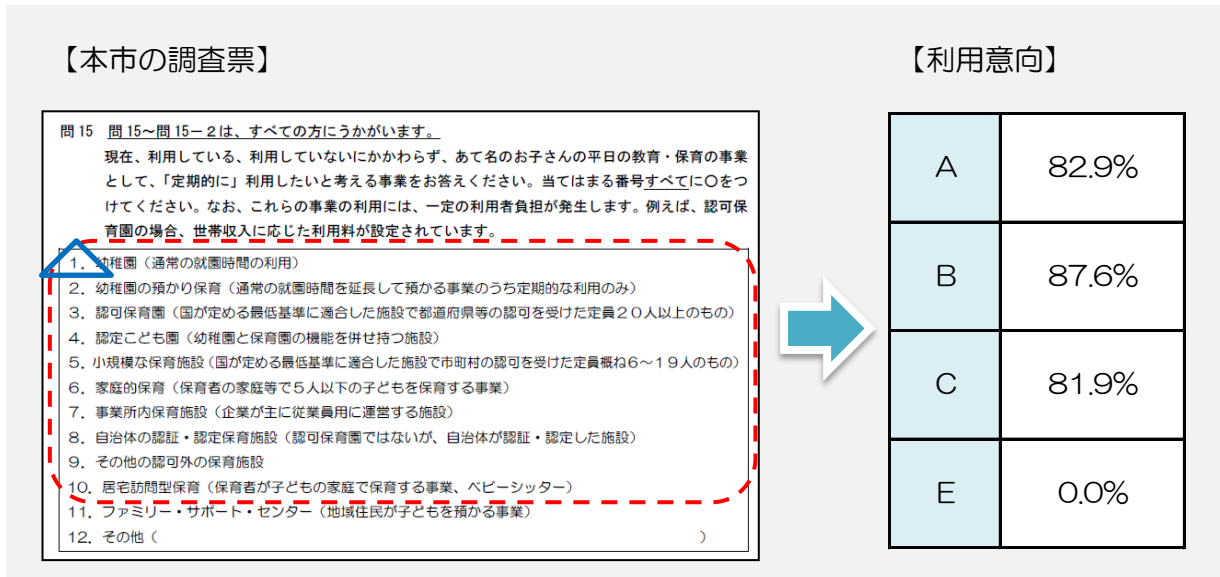 【本市の調査票】
問15 問15~問15-2は、すべての方にうかがいます。
現在、利用している、利用していないにかかわらず、あて名のお子さんの平日の教育・保育の事業
として、「定期的に」利用したいと考える事業をお答えください。当てはまる番号すべてに○をつ
けてください。なお、これらの事業の利用には、一定の利用者負担が発生します。例えば、認可保
育園の場合、世帯収入に応じた利用料が設定されています。
1. 幼稚園(通常の就園時間の利用)
2. 幼稚園の預かり保育(通常の就園時間を延長して預かる事業のうち定期的な利用のみ)
3. 認可保育園(国が定める最低基準に適合した施設で都道府県等の認可を受けた定員20人以上のもの)
4. 認定こども園(幼稚園と保育園の機能を併せ持つ施設)
5. 小規模な保育施設(国が定める最低基準に適合した施設で市町村の認可を受けた定員概ね6~19人のもの)
6. 家庭的保育(保育者の家庭等で5人以下の子どもを保育する事業)
7. 事業所内保育施設(企業が主に従業員用に運営する施設)
8. 自治体の認証・認定保育施設(認可保育園ではないが、自治体が認証・認定した施設)
9. その他の認可外の保育施設
10. 居宅訪問型保育(保育者が子どもの家庭で保育する事業、ベビーシッター)
11. ファミリー・サポート・センター(地域住民が子どもを預かる事業)
12. その他( )
【利用意向】
A 82.9%
B 87.6%
C 81.9%
E 0.0%